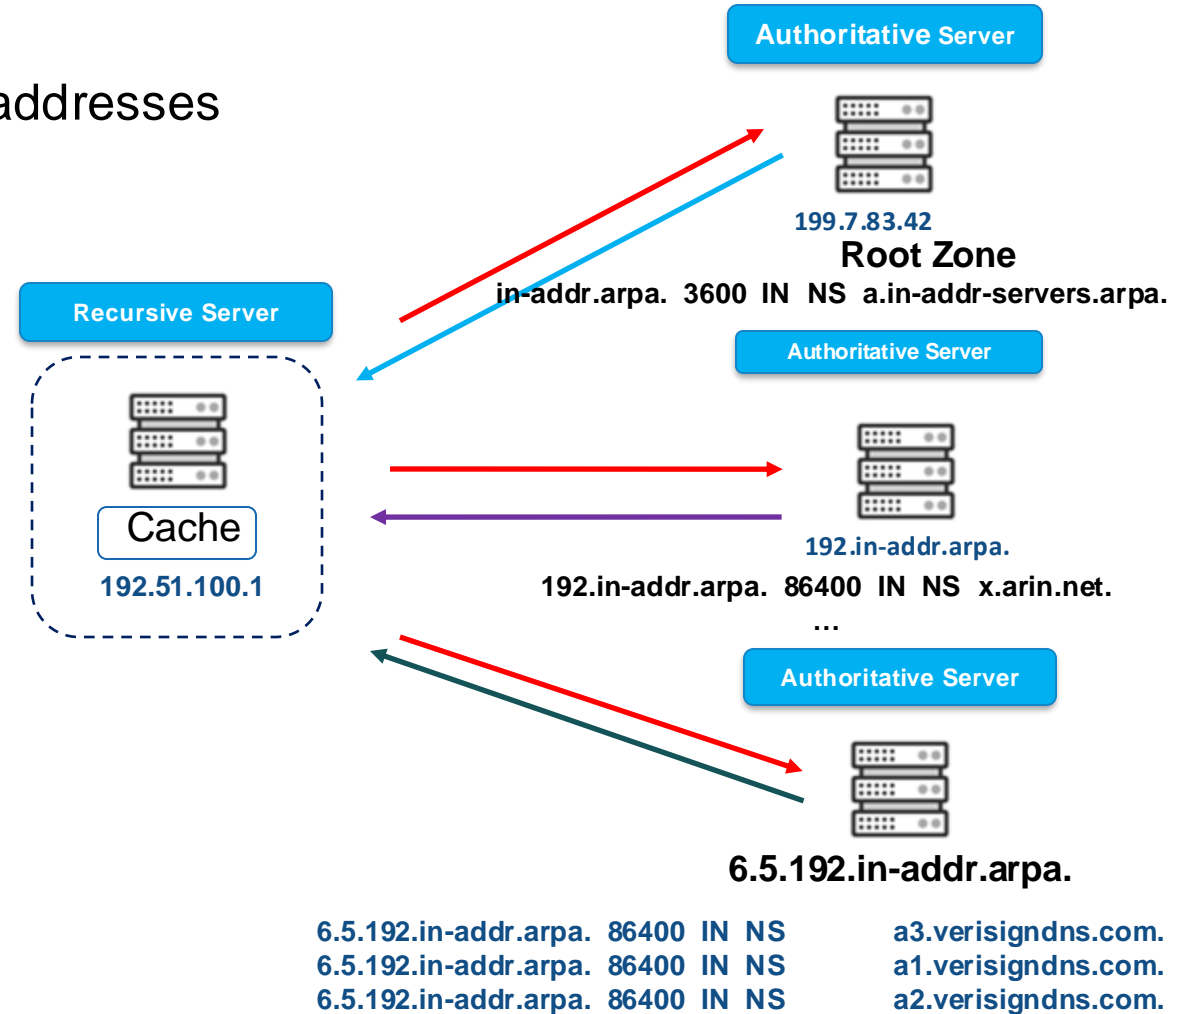 addresses
Authoritative Server
199.7.83.42
Root Zone
in-addr.arpa. 3600 IN NS a.in-addr-servers.arpa.
Recursive Server
Cache
192.51.100.1
Authoritative Server
192.in-addr.arpa.
192.in-addr.arpa. 86400 IN NS x.arin.net.
…
Authoritative Server
6.5.192.in-addr.arpa.
6.5.192.in-addr.arpa. 86400 IN NS a3.verisigndns.com.
6.5.192.in-addr.arpa. 86400 IN NS a1.verisigndns.com.
6.5.192.in-addr.arpa. 86400 IN NS a2.verisigndns.com.